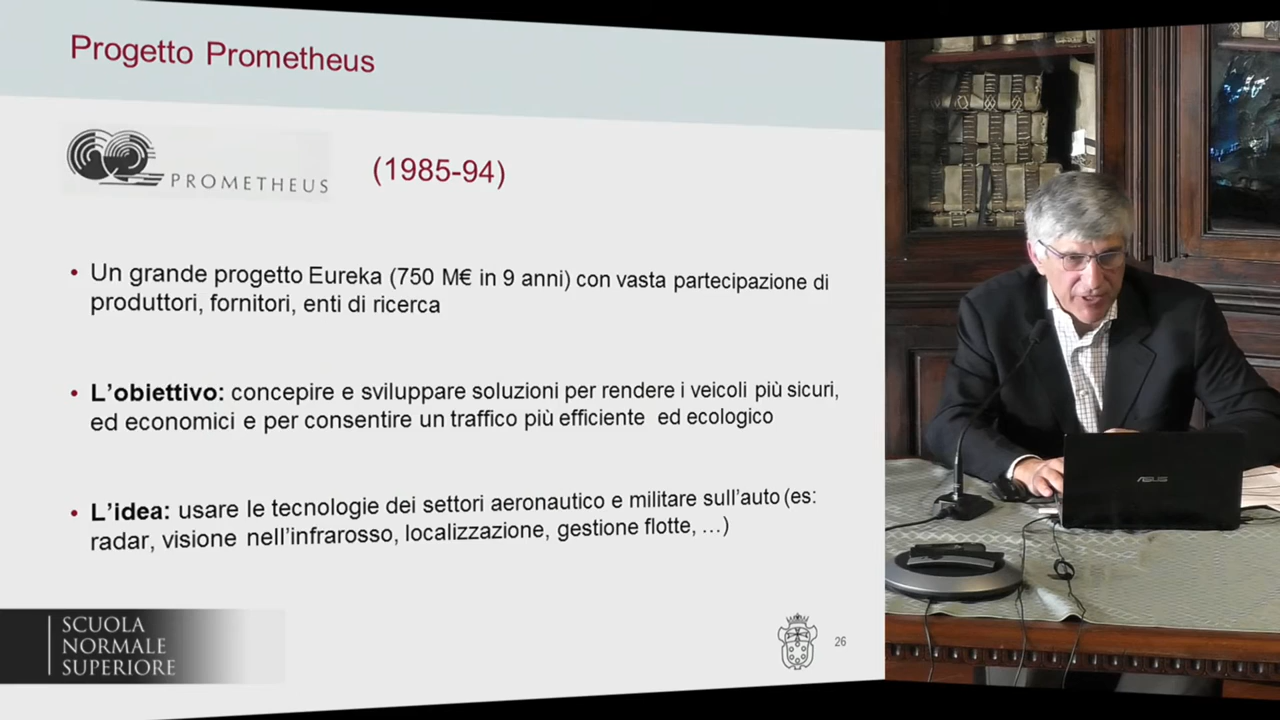 Progetto Prometheus
PROMETHEUS
(1985-94)
• Un grande progetto Eureka (750 M€ in 9 anni) con vasta partecipazione di
produttori, fornitori, enti di ricerca
• L'obiettivo: concepire e sviluppare soluzioni per rendere i veicoli più sicuri,
ed economici e per consentire un traffico più efficiente ed ecologico
• L'idea: usare le tecnologie dei settori aeronautico e militare sull'auto (es:
radar, visione nell'infrarosso, localizzazione, gestione flotte, …)
SCUOLA
NORMALE
SUPERIORE
26
ASUS